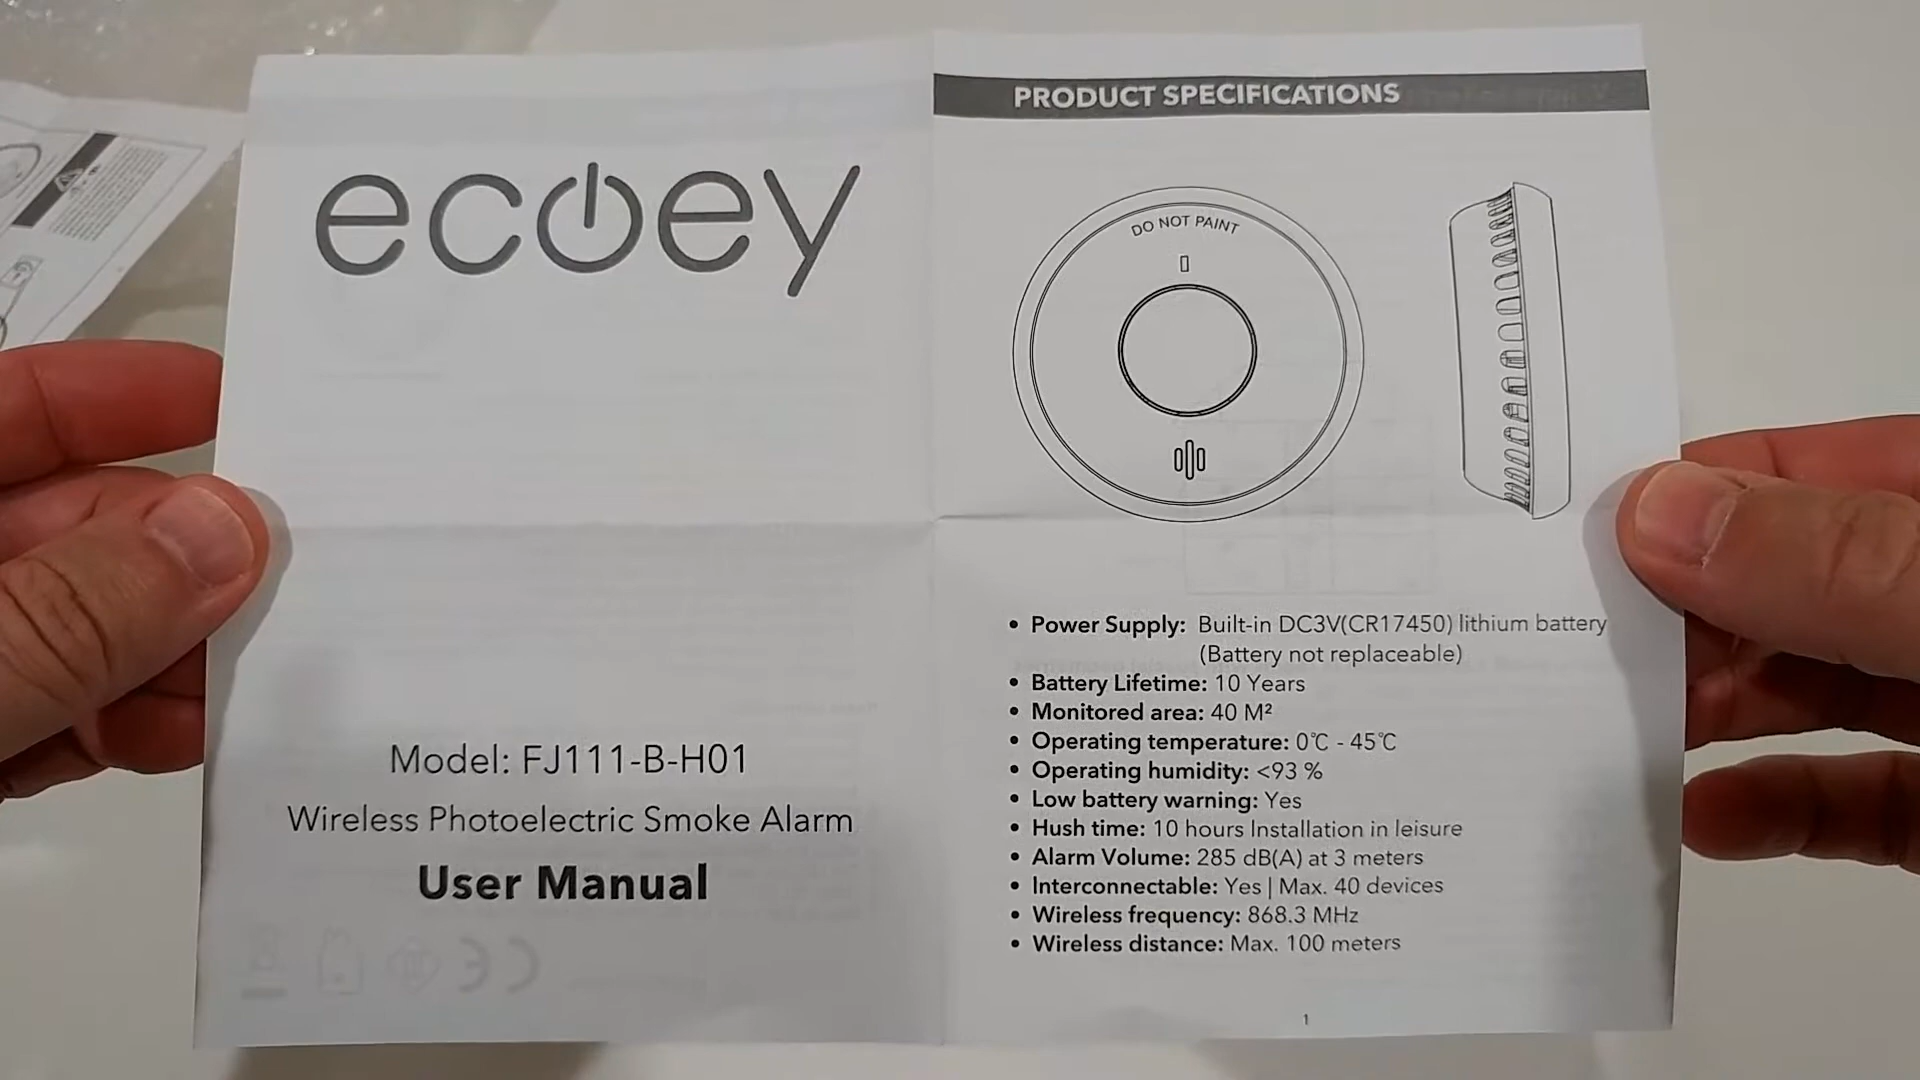 ecoey
Model: FJ111-B-H01
Wireless Photoelectric Smoke Alarm
User Manual
PRODUCT SPECIFICATIONS
DO NOT PAINT
• Power Supply: Built-in DC3V(CR17450) lithium battery
(Battery not replaceable)
• Battery Lifetime: 10 Years
• Monitored area: 40 M²
• Operating temperature: 0℃ - 45℃
• Operating humidity: <93 %
• Low battery warning: Yes
• Hush time: 10 hours Installation in leisure
• Alarm Volume: 285 dB(A) at 3 meters
• Interconnectable: Yes | Max. 40 devices
• Wireless frequency: 868.3 MHz
• Wireless distance: Max. 100 meters
1